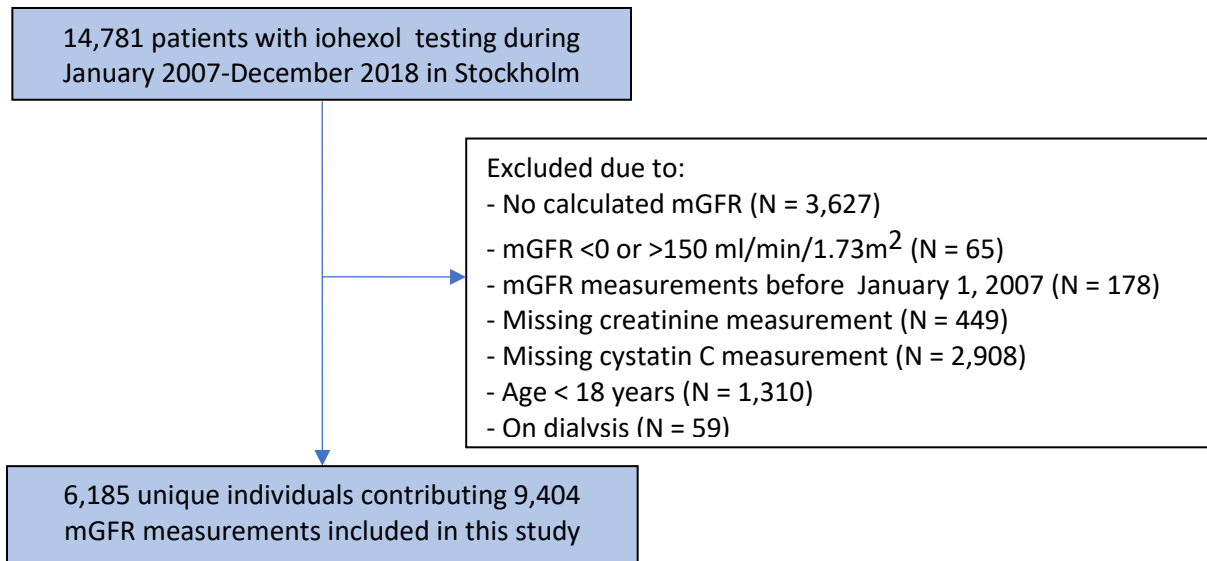 14,781 patients with iohexol  testing during
January 2007-December 2018 in Stockholm
Excluded due to:
- No calculated mGFR (N = 3,627)
- mGFR <0 or >150 ml/min/1.73m² (N = 65)
- mGFR measurements before  January 1, 2007 (N = 178)
- Missing creatinine measurement (N = 449)
- Missing cystatin C measurement (N = 2,908)
- Age < 18 years (N = 1,310)
- On dialysis (N = 59)
6,185 unique individuals contributing 9,404
mGFR measurements included in this study